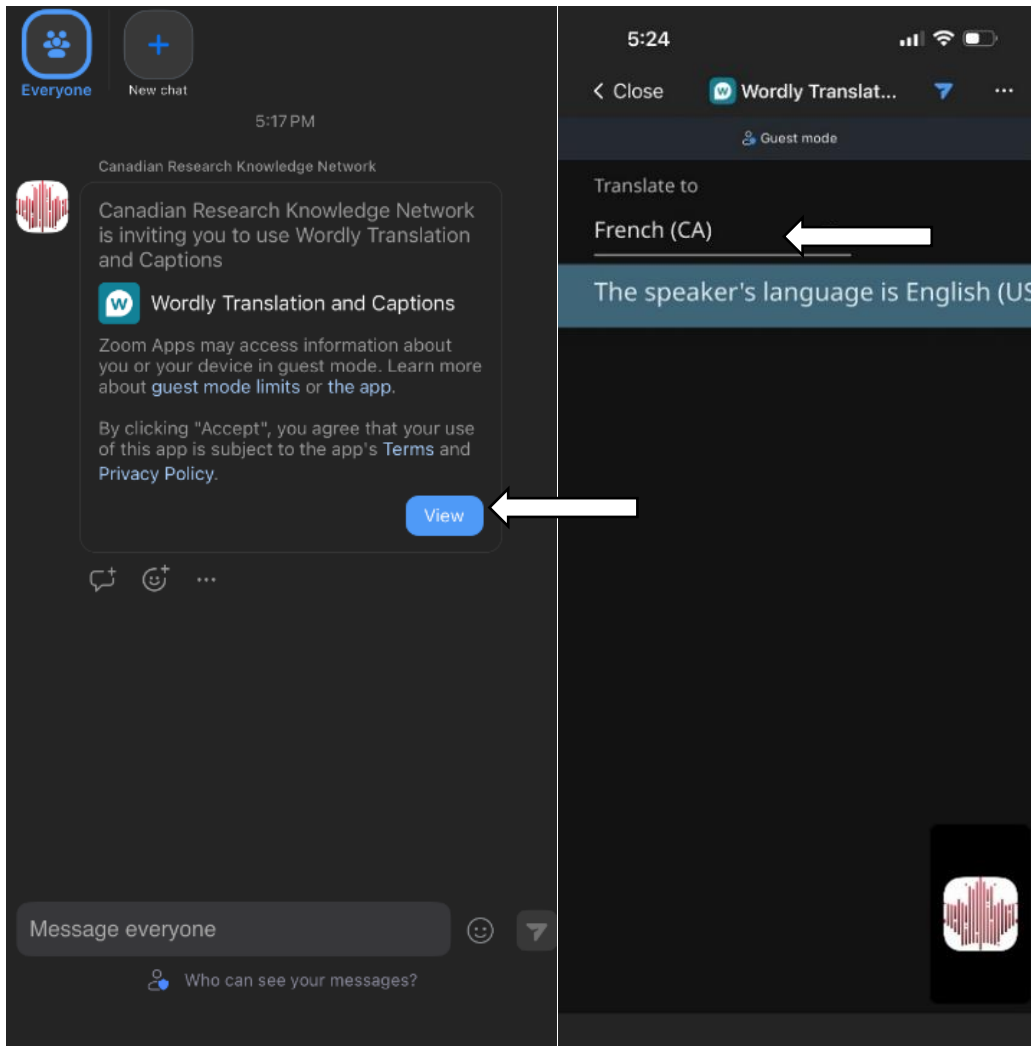 Everyone
New chat
5:17 PM
Canadian Research Knowledge Network
Canadian Research Knowledge Network
is inviting you to use Wordly Translation
and Captions
w
Wordly Translation and Captions
Zoom Apps may access information about
you or your device in guest mode. Learn more
about guest mode limits or the app.
By clicking "Accept", you agree that your use
of this app is subject to the app's Terms and
Privacy Policy.
View
Message everyone
Who can see your messages?
5:24
Close
w
Wordly Translat...
Guest mode
Translate to
French (CA)
The speaker's language is English (US